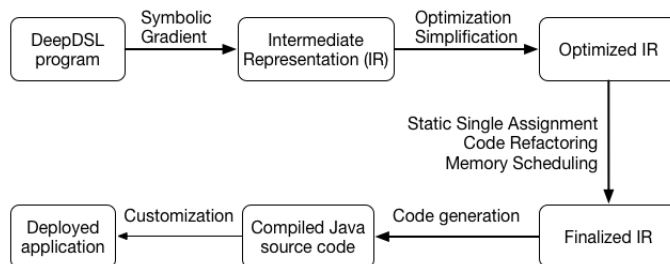 DeepDSL
program
Symbolic
Gradient
Intermediate
Representation (IR)
Optimization
Simplification
Optimized IR
Static Single Assignment
Code Refactoring
Memory Scheduling
Finalized IR
Code generation
Compiled Java
source code
Customization
Deployed
application